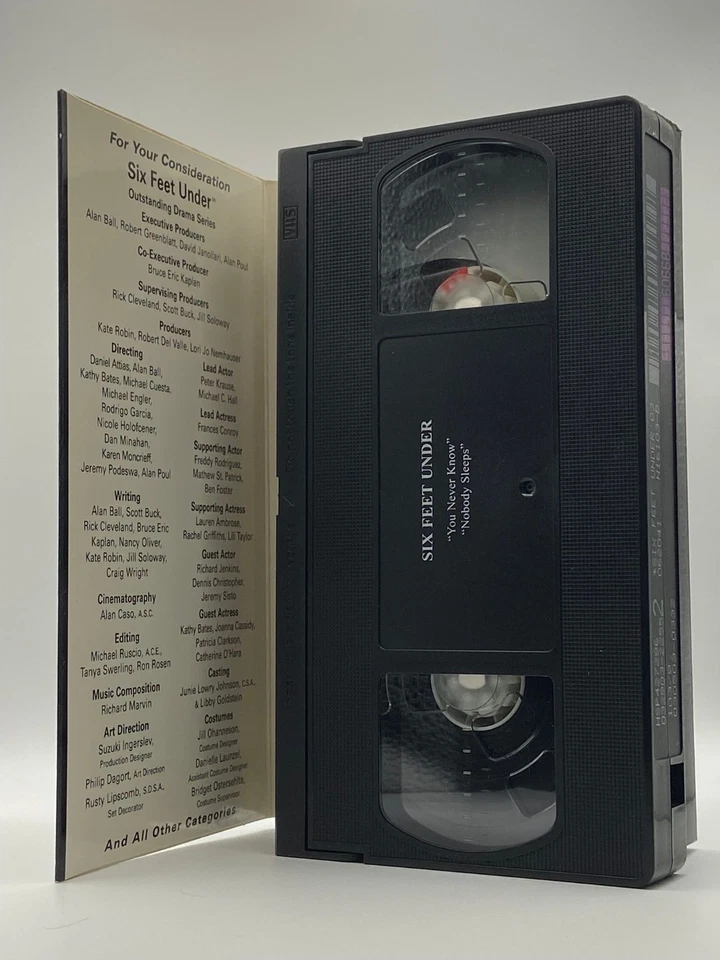 For Your Consideration
Six Feet Under
Outstanding Drama Series
Executive Producers
Alan Ball, Robert Greenblatt, David Janollari, Alan Poul
Co-Executive Producer
Bruce Eric Kaplan
Supervising Producers
Rick Cleveland, Scott Buck, Jill Soloway
Producers
Kate Robin, Robert Del Valle, Lori Jo Nemhauser
Directing
Daniel Attias, Alan Ball,
Kathy Bates, Michael Cuesta,
Michael Engler,
Rodrigo Garcia,
Nicole Holofcener,
Dan Minahan,
Karen Moncrieff,
Jeremy Podeswa, Alan Poul
Writing
Alan Ball, Scott Buck,
Rick Cleveland, Bruce Eric
Kaplan, Nancy Oliver,
Kate Robin, Jill Soloway,
Craig Wright
Cinematography
Alan Caso, A.S.C.
Editing
Michael Ruscio, A.C.E.,
Tanya Swerling, Ron Rosen
Music Composition
Richard Marvin
Art Direction
Suzuki Ingerslev,
Production Designer
Philip Dagort, Art Direction
Rusty Lipscomb, S.D.S.A.,
Set Decorator
Lead Actor
Peter Krause,
Michael C. Hall
Lead Actress
Frances Conroy
Supporting Actor
Freddy Rodriguez,
Mathew St. Patrick,
Ben Foster
Supporting Actress
Lauren Ambrose,
Rachel Griffiths, Lili Taylor
Guest Actor
Richard Jenkins,
Dennis Christopher,
Jeremy Sisto
Guest Actress
Kathy Bates, Joanna Cassidy,
Patricia Clarkson,
Catherine O'Hara
Casting
Junie Lowry Johnson, C.S.A.,
& Libby Goldstein
Costumes
Jill Ohanneson,
Costume Designer
Danielle Launzel,
Assistant Costume Designer
Bridget Ostersehlte,
Costume Supervisor
And All Other Categories
VHS
SIX FEET UNDER
"You Never Know"
"Nobody Sleeps"